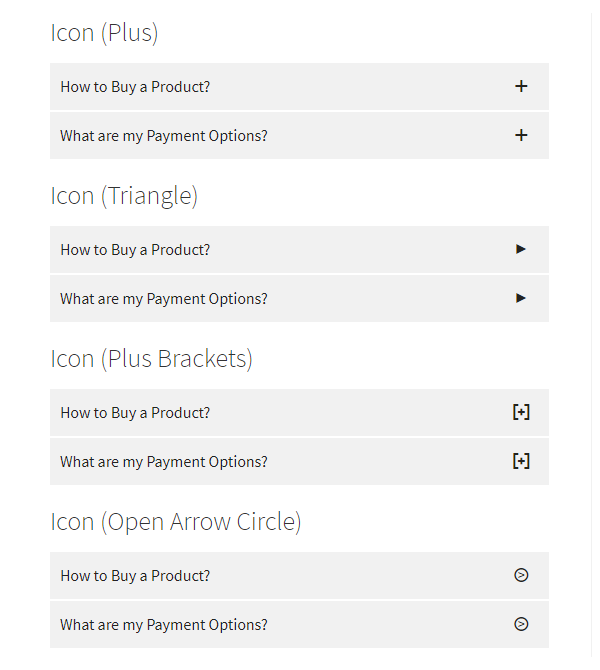 Icon (Plus)
How to Buy a Product? +
What are my Payment Options? +
Icon (Triangle)
How to Buy a Product? ►
What are my Payment Options? ►
Icon (Plus Brackets)
How to Buy a Product? [+]
What are my Payment Options? [+]
Icon (Open Arrow Circle)
How to Buy a Product?
What are my Payment Options?